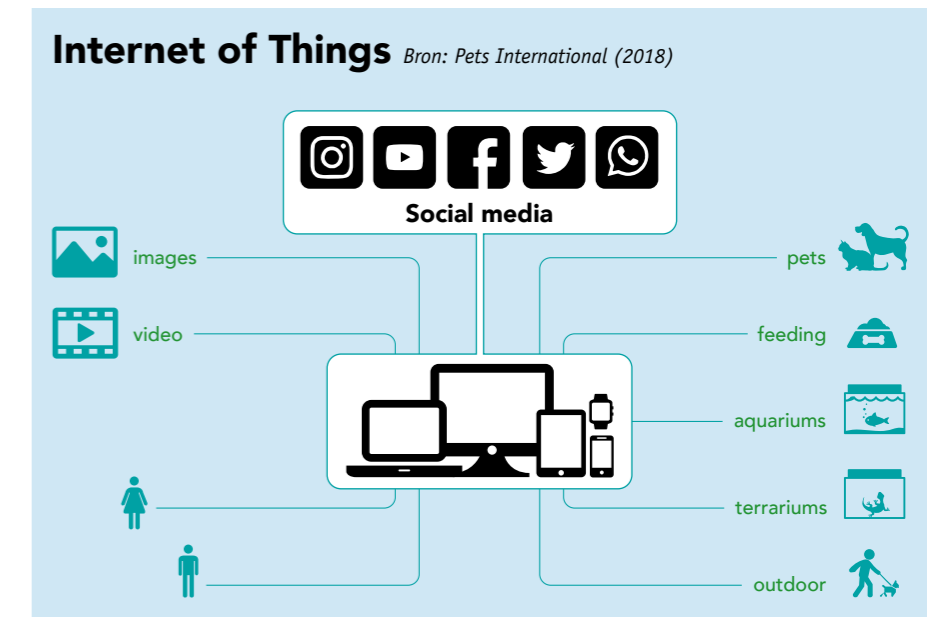 Internet of Things Bron: Pets International (2018)
Social media
images
video
pets
feeding
aquariums
terrariums
outdoor